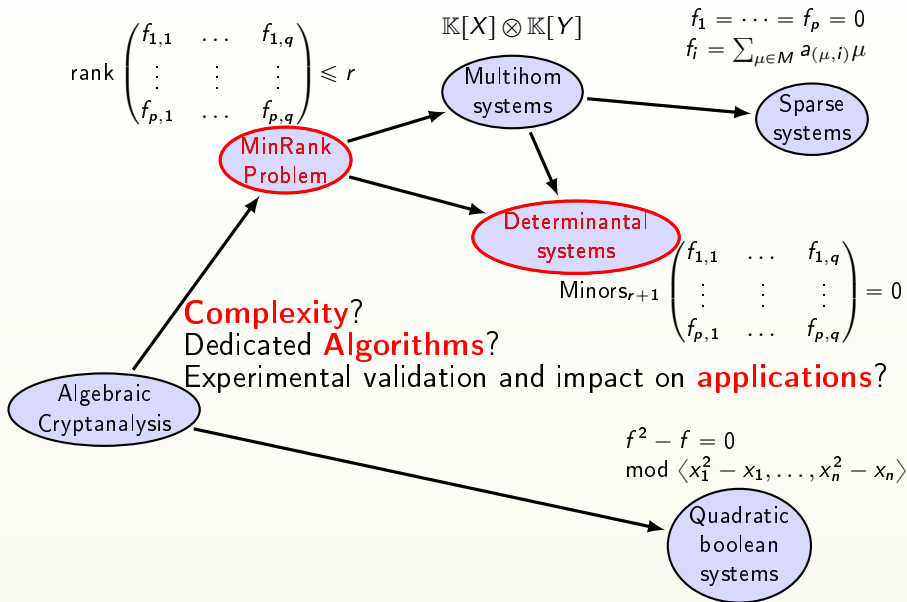 rank ⎛f₁,₁ … f₁,q⎞ ⩽ r
⋮ ⋮ ⋮
fₚ,₁ … fₚ,q
MinRank
Problem
𝕂[X] ⊗ 𝕂[Y]
Multihom
systems
f₁ = ⋯ = fₚ = 0
fᵢ = ∑_{μ∈M} a_{(μ,i)}μ
Sparse
systems
Determinantal
systems
Minors_{r+1} ⎛f₁,₁ … f₁,q⎞ = 0
⋮ ⋮ ⋮
fₚ,₁ … fₚ,q
Complexity?
Dedicated Algorithms?
Experimental validation and impact on applications?
Algebraic
Cryptanalysis
f² − f = 0
mod ⟨x₁² − x₁, . . . , xₙ² − xₙ⟩
Quadratic
boolean
systems